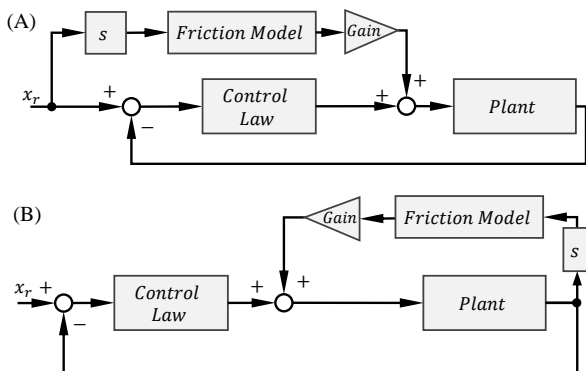 (A)
s
Friction Model
Gain
x_r
+
−
Control
Law
+
+
Plant
(B)
Gain
Friction Model
s
x_r
+
−
Control
Law
+
+
Plant